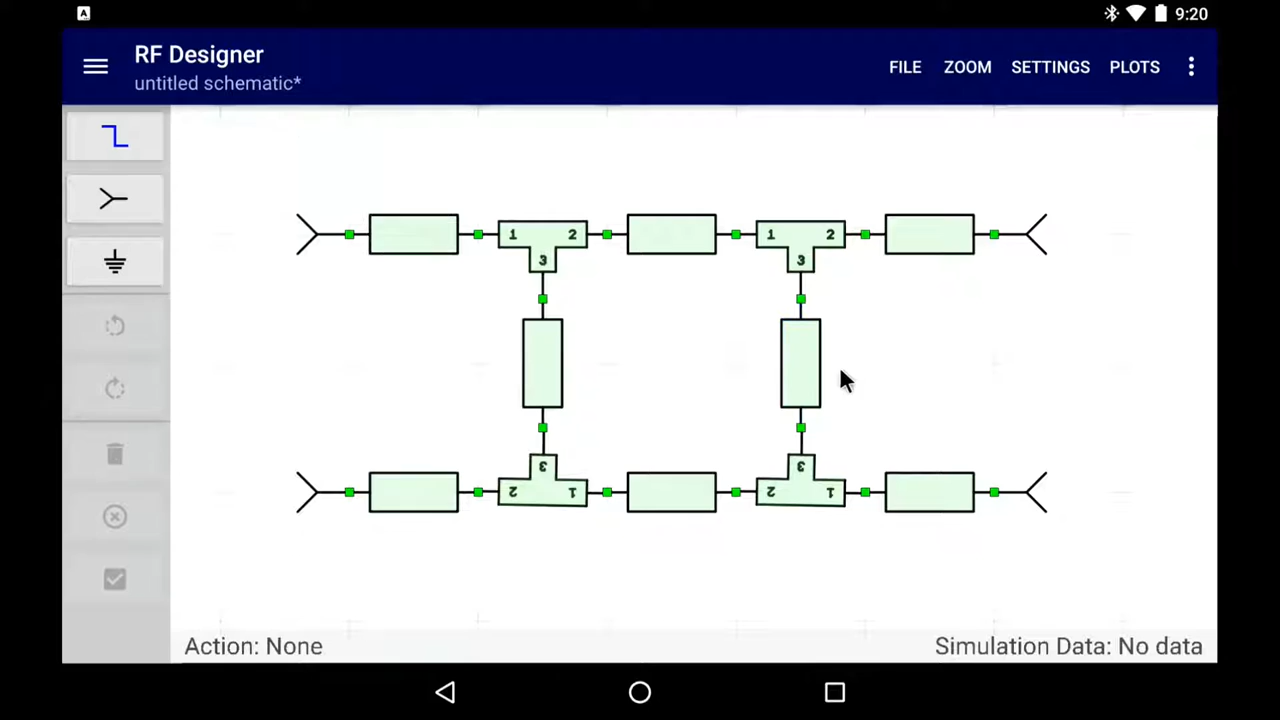 A
9:20
RF Designer
untitled schematic*
FILE ZOOM SETTINGS PLOTS
1 2
3
1 2
3
3
2 1
3
2 1
Action: None
Simulation Data: No data